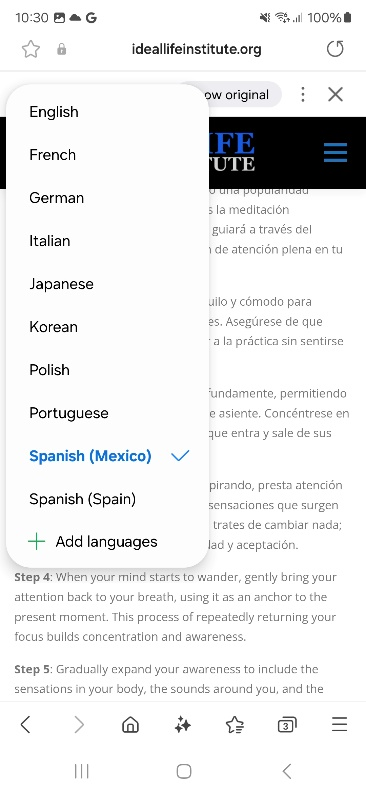 10:30
G
100%
ideallifeinstitute.org
ow original
IFE
TUTE
English
French
German
Italian
Japanese
Korean
Polish
Portuguese
Spanish (Mexico)
Spanish (Spain)
Add languages
o una popularidad
s la meditación
guiará a través del
de atención plena en tu
uilo y cómodo para
es. Asegúrese de que
r a la práctica sin sentirse
fundamente, permitiendo
e asiente. Concéntrese en
que entra y sale de sus
pirando, presta atención
sensaciones que surgen
trates de cambiar nada;
dad y aceptación.
Step 4: When your mind starts to wander, gently bring your
attention back to your breath, using it as an anchor to the
present moment. This process of repeatedly returning your
focus builds concentration and awareness.
Step 5: Gradually expand your awareness to include the
sensations in your body, the sounds around you, and the
3